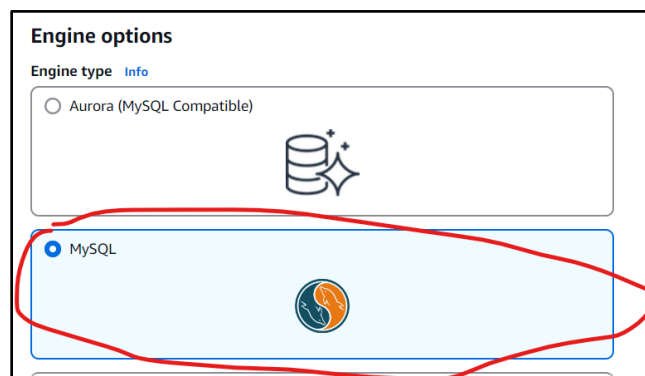 Engine options
Engine type Info
Aurora (MySQL Compatible)
MySQL